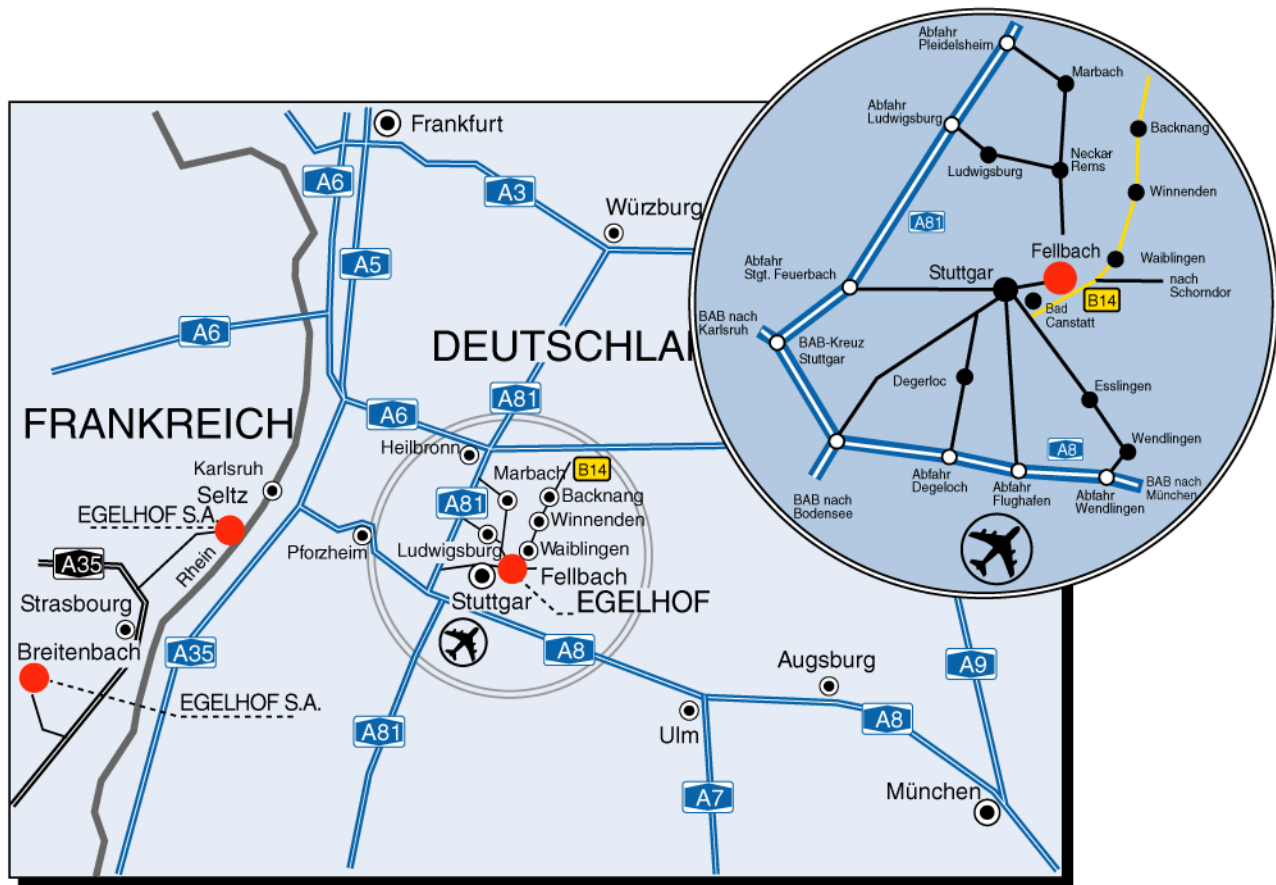 Abfahr
Pleidelsheim
Marbach
Abfahr
Ludwigsburg
Backnang
Ludwigsburg
Neckar
Rems
Winnenden
A81
Fellbach
Waiblingen
Abfahr
Stgt. Feuerbach
Stuttgar
nach
Schorndor
B14
Bad
Canstatt
BAB nach
Karlsruh
BAB-Kreuz
Stuttgar
Degerloc
Esslingen
Wendlingen
A8
Abfahr
Degeloch
Abfahr
Flughafen
Abfahr
Wendlingen
BAB nach
München
BAB nach
Bodensee
Frankfurt
A6
A3
Würzburg
A5
A6
DEUTSCHLA
A81
FRANKREICH
A6
Heilbronn
Karlsruh
Seltz
Marbach
B14
A81
Backnang
EGELHOF S.A.
Winnenden
Rhein
Pforzheim
Ludwigsburg
Waiblingen
A35
Fellbach
Strasbourg
Stuttgar
EGELHOF
Breitenbach
A35
A8
Augsburg
A9
EGELHOF S.A.
A81
Ulm
A8
A7
München